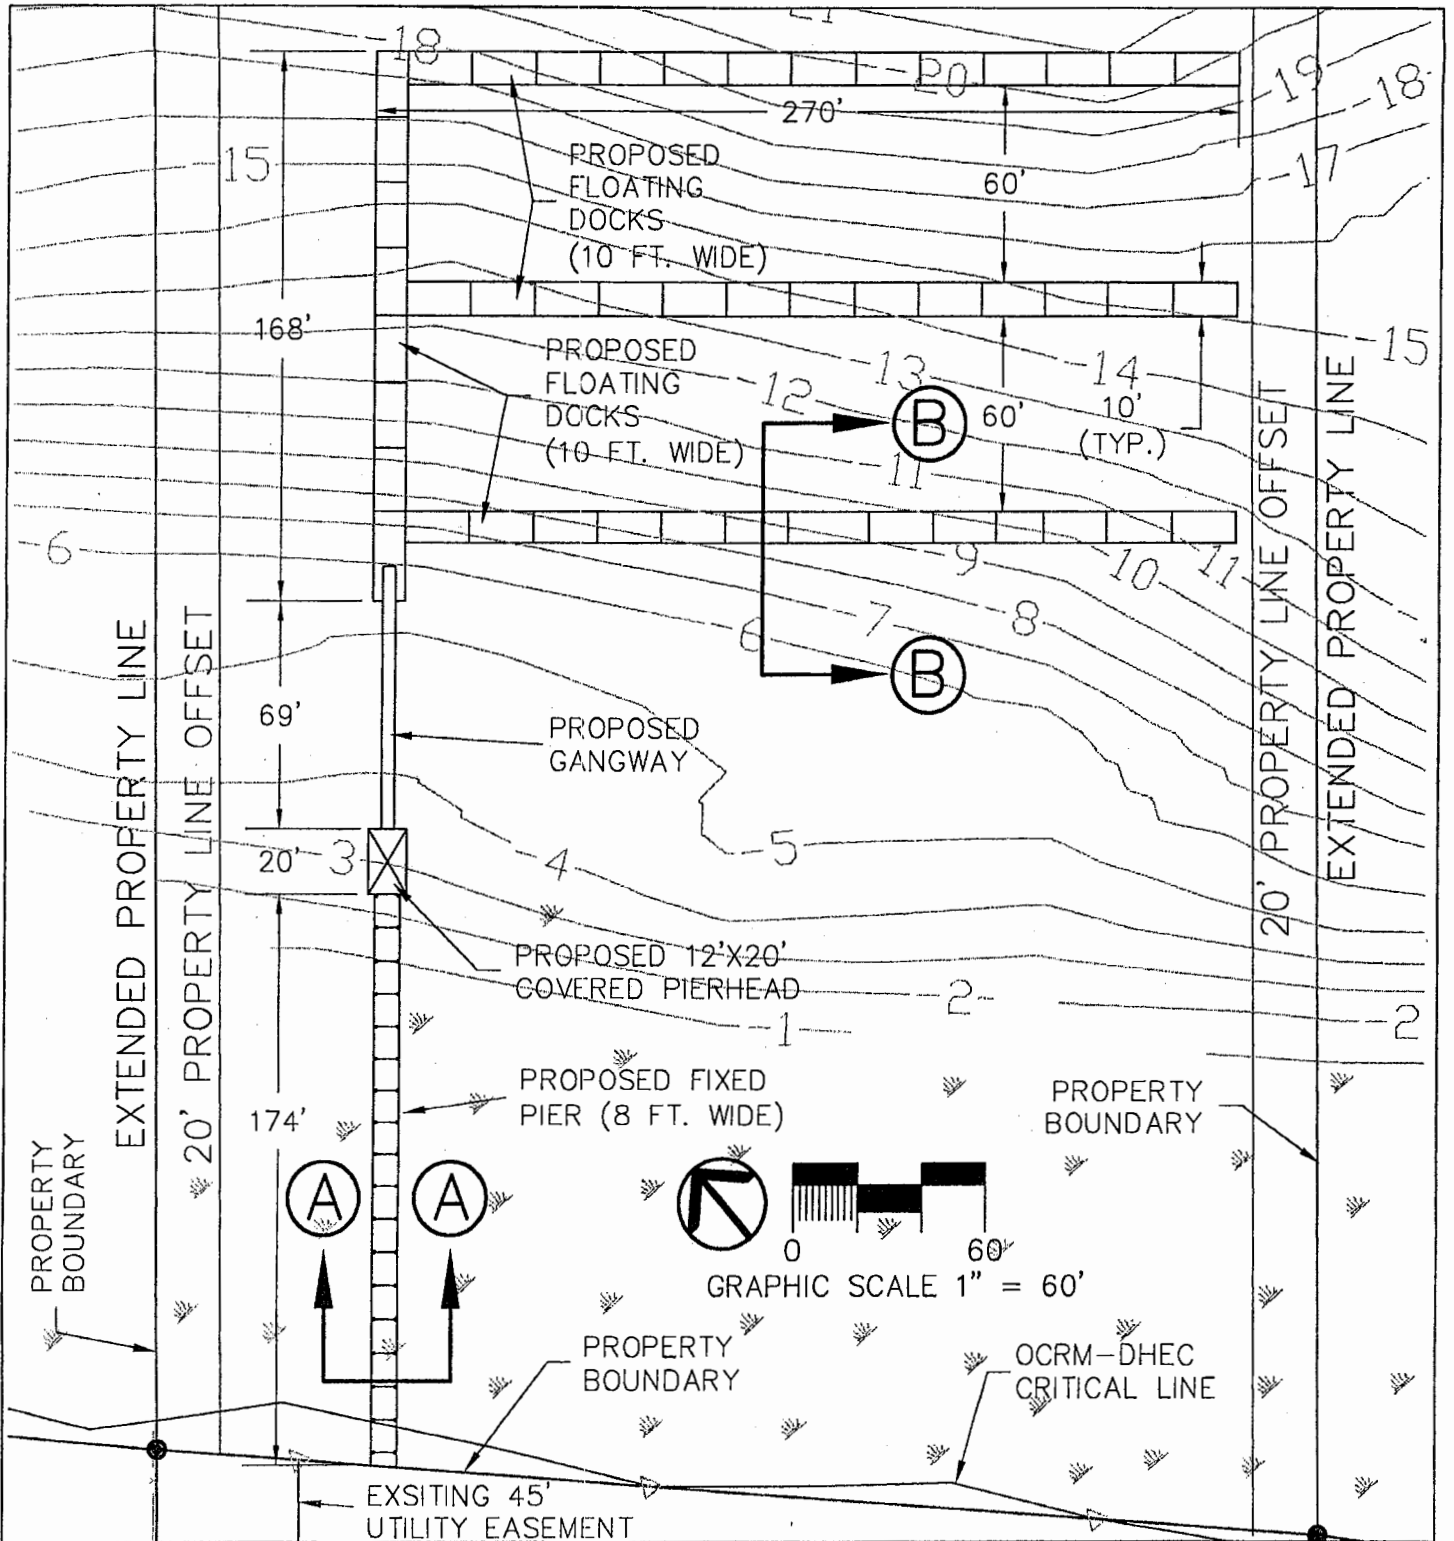 21
18
20
19
18
270'
15
PROPOSED
FLOATING
DOCKS
(10 FT. WIDE)
60'
17
168'
PROPOSED
FLOATING
DOCKS
(10 FT. WIDE)
12
13
14
15
B
60'
10'
(TYP.)
11
6
9
10
11
20' PROPERTY LINE OFFSET
EXTENDED PROPERTY LINE
EXTENDED PROPERTY LINE
20' PROPERTY LINE OFFSET
6
7
8
B
69'
PROPOSED
GANGWAY
20'
3
4
5
PROPOSED 12'X20'
COVERED PIERHEAD
2
1
2
174'
PROPOSED FIXED
PIER (8 FT. WIDE)
PROPERTY
BOUNDARY
PROPERTY
BOUNDARY
A
A
0
60
GRAPHIC SCALE 1" = 60'
PROPERTY
BOUNDARY
OCRM-DHEC
CRITICAL LINE
EXSITING 45'
UTILITY EASEMENT